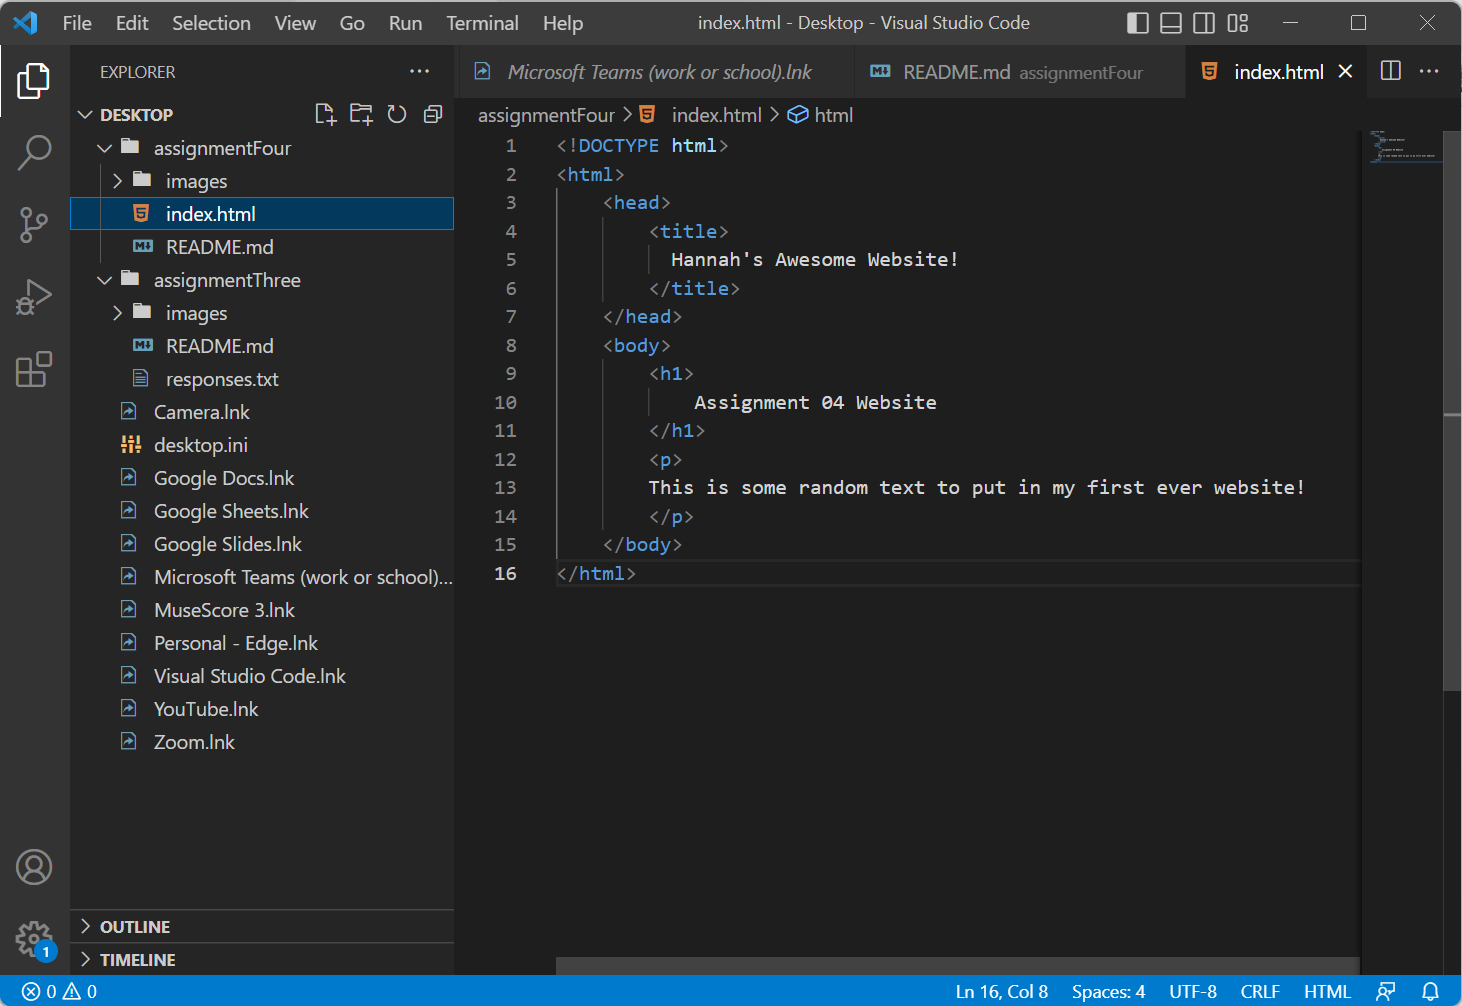 File Edit Selection View Go Run Terminal Help index.html - Desktop - Visual Studio Code
EXPLORER
DESKTOP
assignmentFour
images
index.html
README.md
assignmentThree
images
README.md
responses.txt
Camera.lnk
desktop.ini
Google Docs.lnk
Google Sheets.lnk
Google Slides.lnk
Microsoft Teams (work or school)...
MuseScore 3.lnk
Personal - Edge.lnk
Visual Studio Code.lnk
YouTube.lnk
Zoom.lnk
OUTLINE
TIMELINE
Microsoft Teams (work or school).lnk README.md assignmentFour index.html
assignmentFour > index.html > html
1 <!DOCTYPE html>
2 <html>
3 <head>
4 <title>
5 Hannah's Awesome Website!
6 </title>
7 </head>
8 <body>
9 <h1>
10 Assignment 04 Website
11 </h1>
12 <p>
13 This is some random text to put in my first ever website!
14 </p>
15 </body>
16 </html>
1
0 0 Ln 16, Col 8 Spaces: 4 UTF-8 CRLF HTML